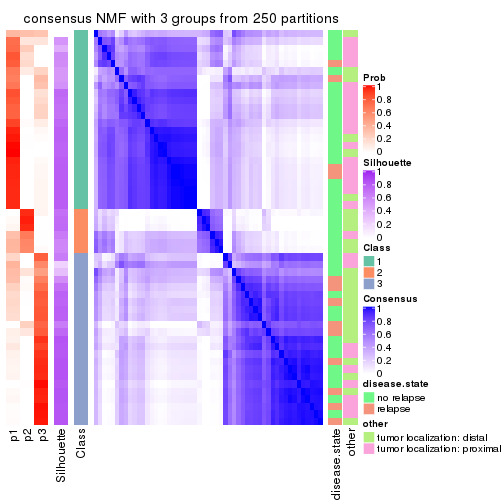 consensus NMF with 3 groups from 250 partitions
Prob
1
0.8
0.6
0.4
0.2
0
Silhouette
1
0.8
0.6
0.4
0.2
0
Class
1
2
3
Consensus
1
0.8
0.6
0.4
0.2
0
disease.state
no relapse
relapse
other
tumor localization: distal
tumor localization: proximal
p1
p2
p3
Silhouette
Class
disease.state
other